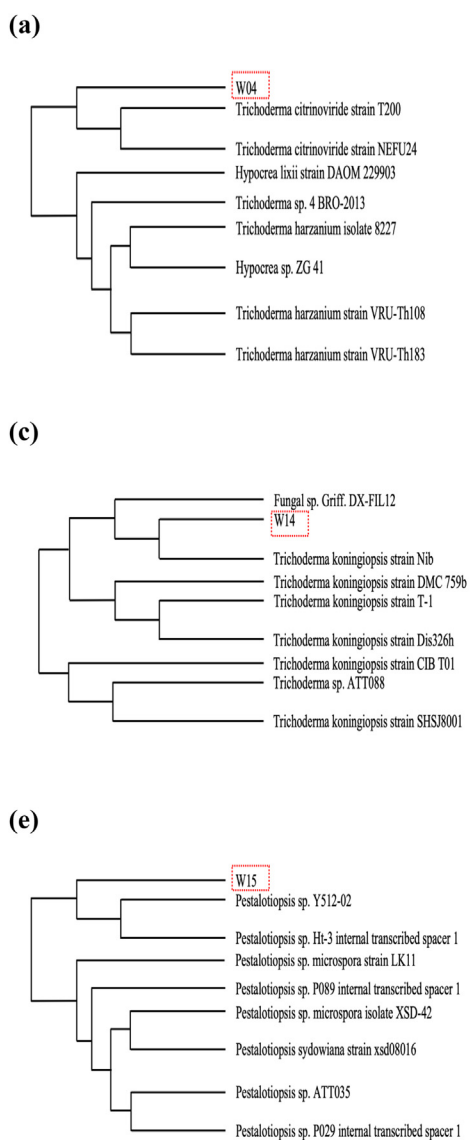 (a)
W04
Trichoderma citrinoviride strain T200
Trichoderma citrinoviride strain NEFU24
Hypocrea lixii strain DAOM 229903
Trichoderma sp. 4 BRO-2013
Trichoderma harzanium isolate 8227
Hypocrea sp. ZG 41
Trichoderma harzanium strain VRU-Th108
Trichoderma harzanium strain VRU-Th183
(c)
Fungal sp. Griff. DX-FIL12
W14
Trichoderma koningiopsis strain Nib
Trichoderma koningiopsis strain DMC 759b
Trichoderma koningiopsis strain T-1
Trichoderma koningiopsis strain Dis326h
Trichoderma koningiopsis strain CIB T01
Trichoderma sp. ATT088
Trichoderma koningiopsis strain SHSJ8001
(e)
W15
Pestalotiopsis sp. Y512-02
Pestalotiopsis sp. Ht-3 internal transcribed spacer 1
Pestalotiopsis sp. microspora strain LK11
Pestalotiopsis sp. P089 internal transcribed spacer 1
Pestalotiopsis sp. microspora isolate XSD-42
Pestalotiopsis sydowiana strain xsd08016
Pestalotiopsis sp. ATT035
Pestalotiopsis sp. P029 internal transcribed spacer 1